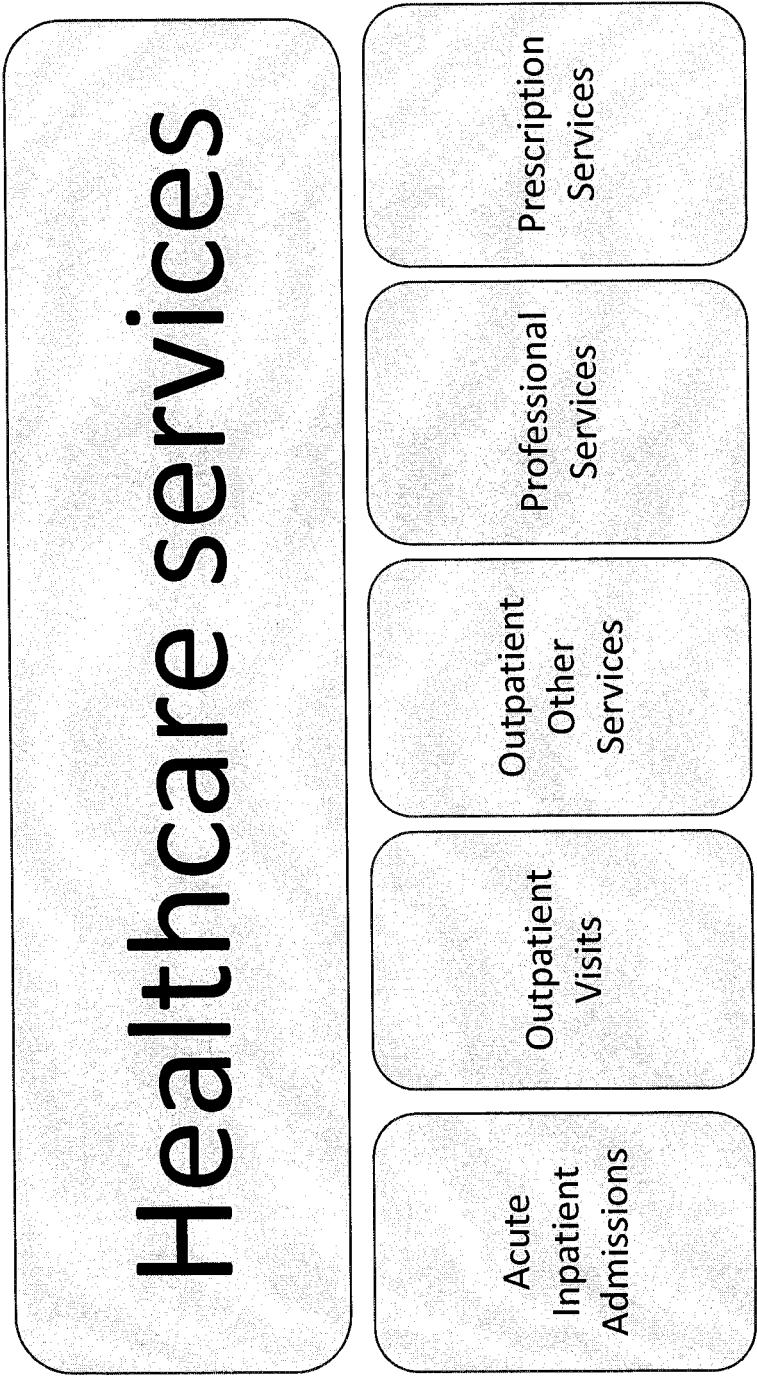 Healthcare services
Acute
Inpatient
Admissions
Outpatient
Visits
Outpatient
Other
Services
Professional
Services
Prescription
Services